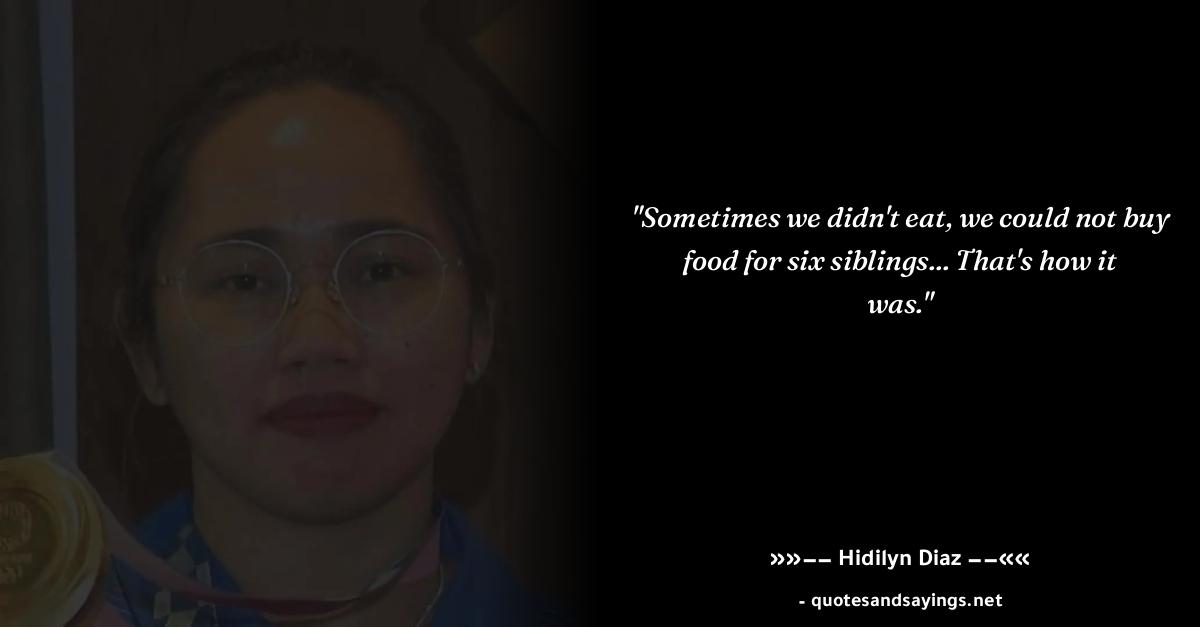 "Sometimes we didn't eat, we could not buy
food for six siblings... That's how it
was."
»»−− Hidilyn Diaz −−««
- quotesandsayings.net